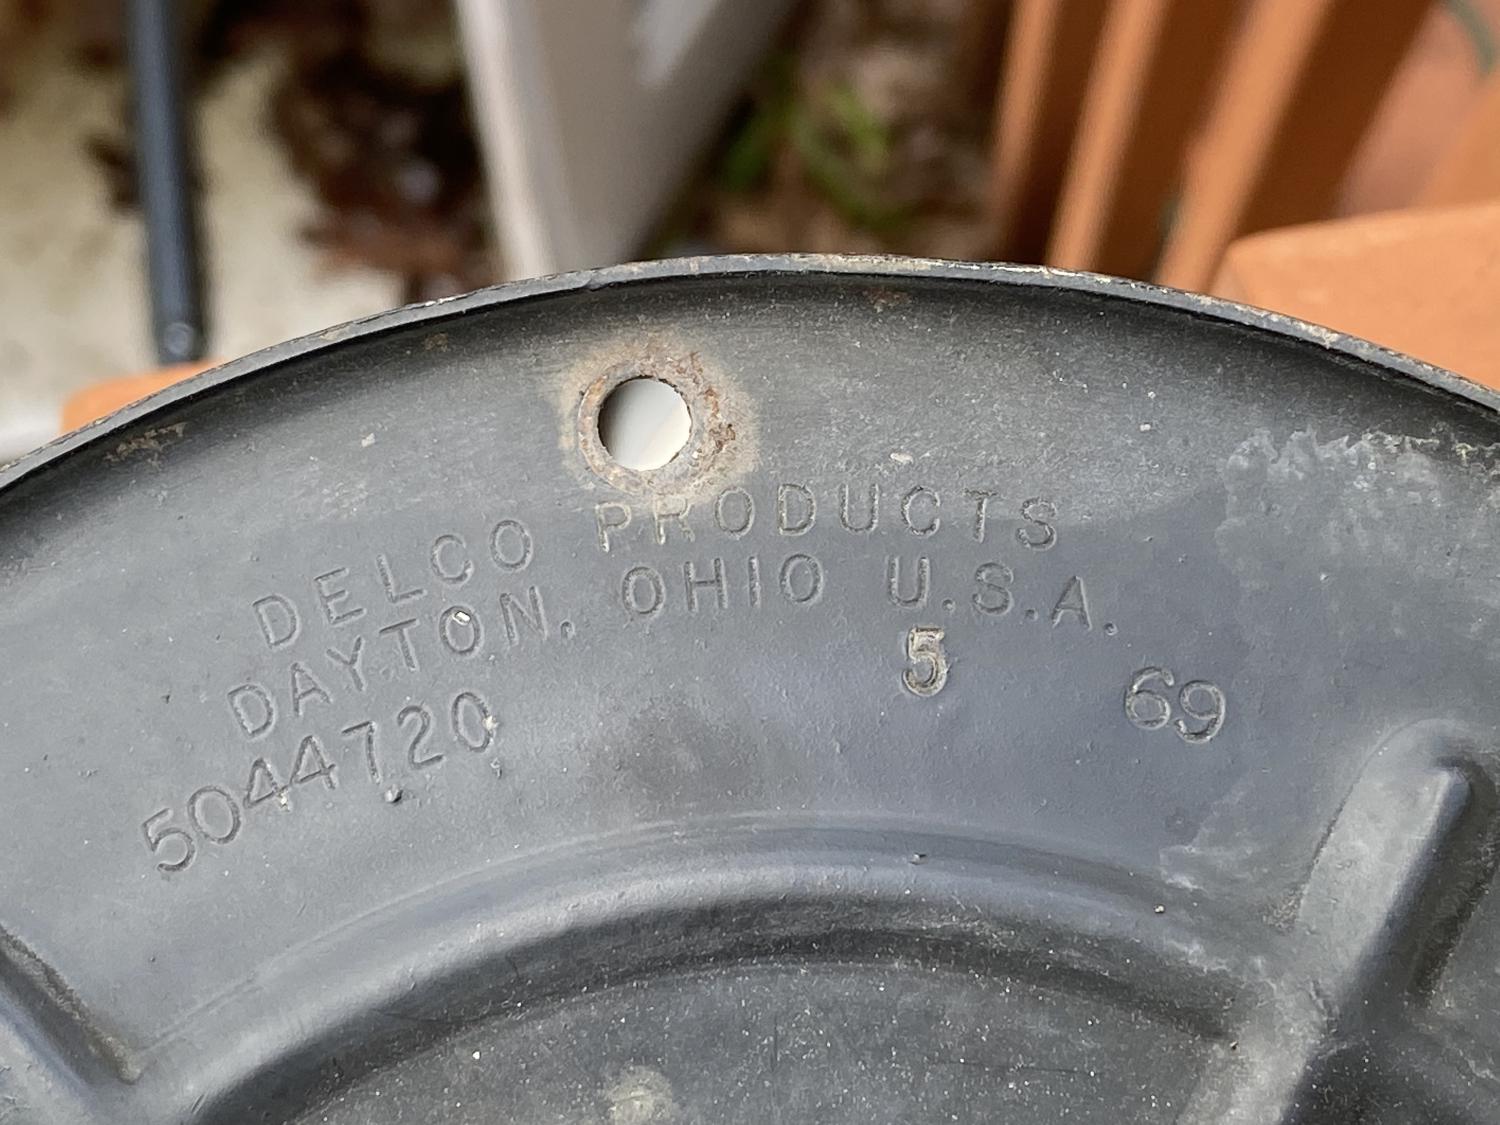 DELCO PRODUCTS
DAYTON, OHIO U.S.A.
5044720 5 69